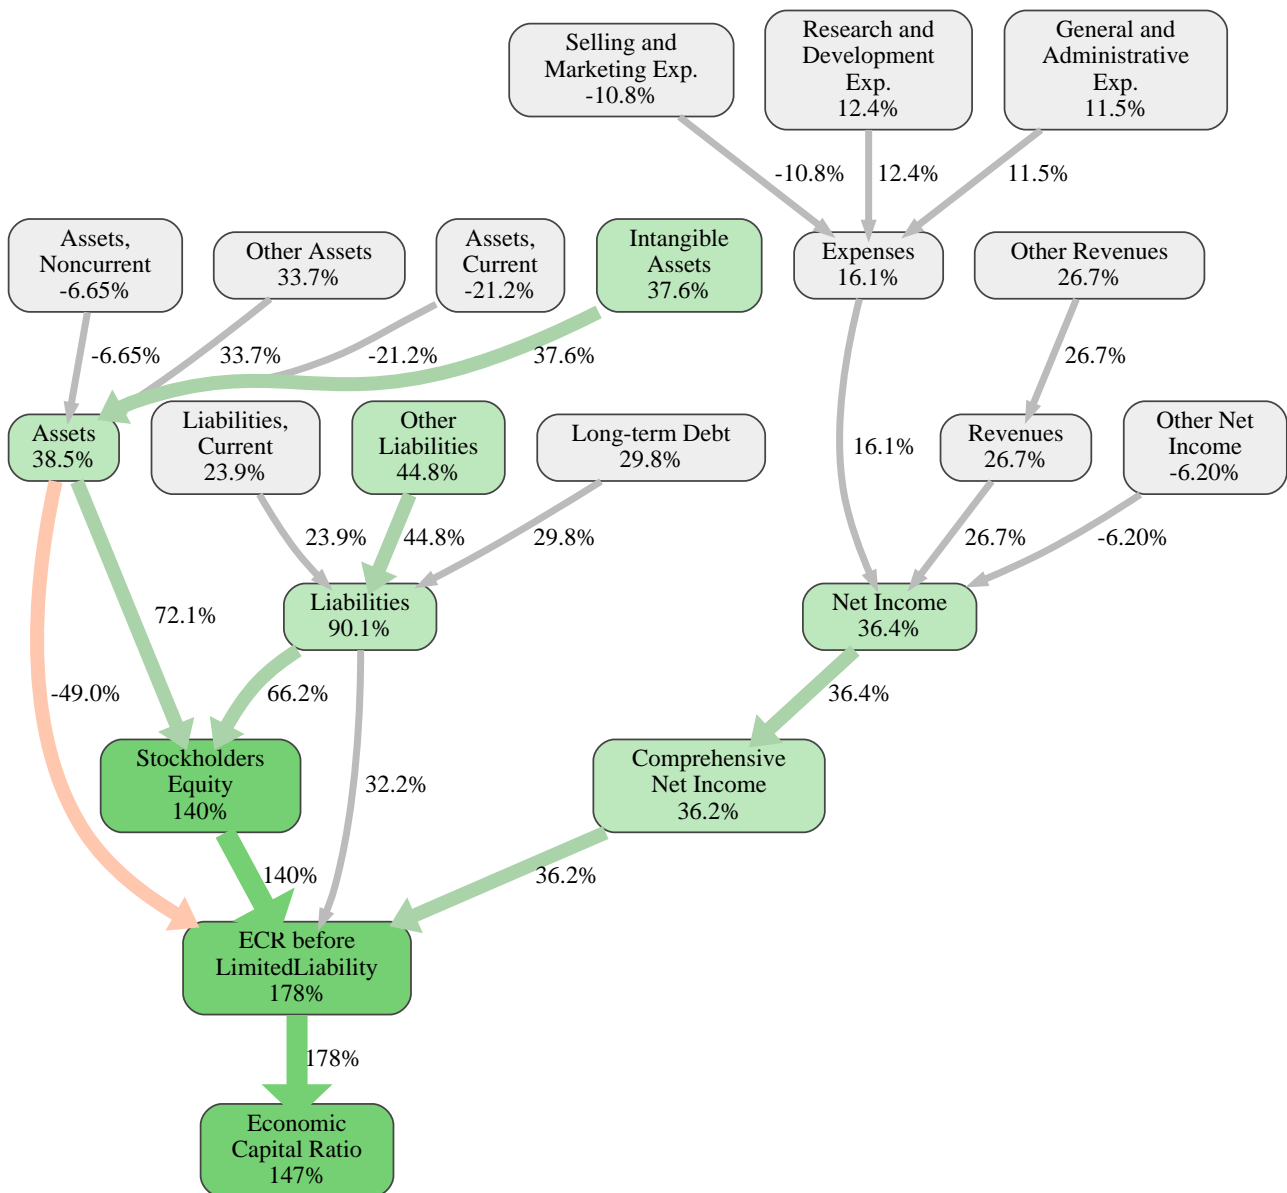 Selling and
Marketing Exp.
-10.8%
Research and
Development
Exp.
12.4%
General and
Administrative
Exp.
11.5%
-10.8%
12.4%
11.5%
Assets,
Noncurrent
-6.65%
Other Assets
33.7%
Assets,
Current
-21.2%
Intangible
Assets
37.6%
Expenses
16.1%
Other Revenues
26.7%
-6.65%
33.7%
-21.2%
37.6%
26.7%
Assets
38.5%
Liabilities,
Current
23.9%
Other
Liabilities
44.8%
Long-term Debt
29.8%
16.1%
Revenues
26.7%
Other Net
Income
-6.20%
23.9%
44.8%
29.8%
26.7%
-6.20%
72.1%
Liabilities
90.1%
Net Income
36.4%
-49.0%
66.2%
36.4%
Stockholders
Equity
140%
32.2%
Comprehensive
Net Income
36.2%
140%
36.2%
ECR before
LimitedLiability
178%
178%
Economic
Capital Ratio
147%